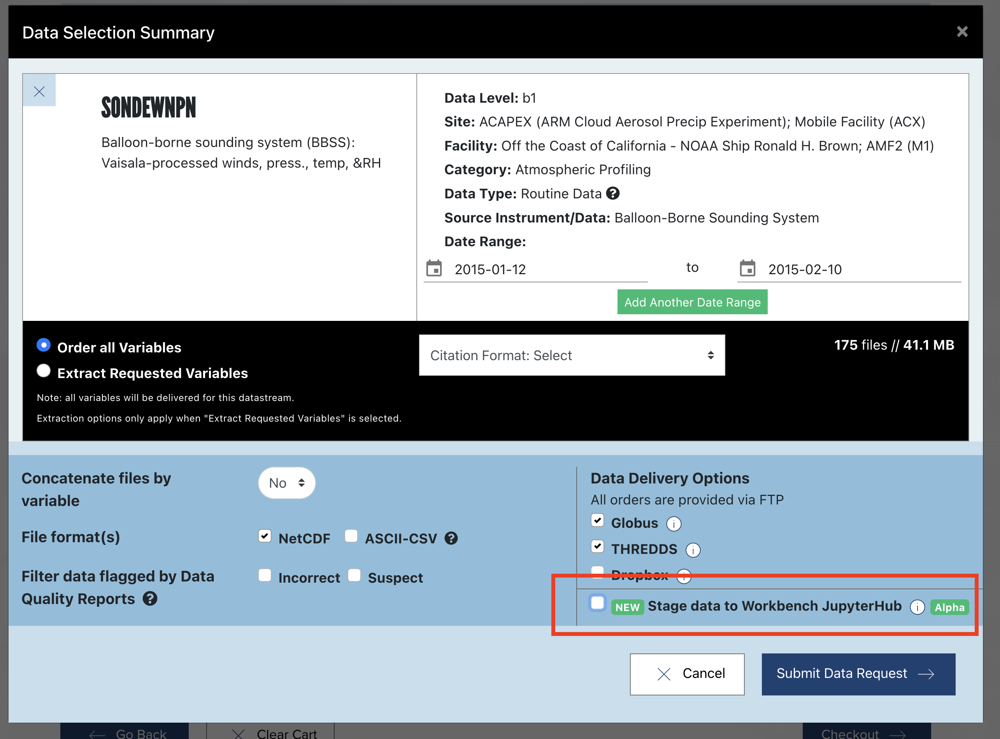 Data Selection Summary
SONDEWNPN
Balloon-borne sounding system (BBSS):
Vaisala-processed winds, press., temp, &RH
Data Level: b1
Site: ACAPEX (ARM Cloud Aerosol Precip Experiment); Mobile Facility (ACX)
Facility: Off the Coast of California - NOAA Ship Ronald H. Brown; AMF2 (M1)
Category: Atmospheric Profiling
Data Type: Routine Data ?
Source Instrument/Data: Balloon-Borne Sounding System
Date Range:
2015-01-12 to 2015-02-10
Add Another Date Range
Order all Variables
Extract Requested Variables
Note: all variables will be delivered for this datastream.
Extraction options only apply when "Extract Requested Variables" is selected.
Citation Format: Select
175 files // 41.1 MB
Concatenate files by
variable
No
File format(s)
NetCDF ASCII-CSV ?
Filter data flagged by Data
Quality Reports ?
Incorrect Suspect
Data Delivery Options
All orders are provided via FTP
Globus i
THREDDS i
Dropbox i
NEW Stage data to Workbench JupyterHub i Alpha
Cancel
Submit Data Request
Go Back
Clear Cart
Checkout